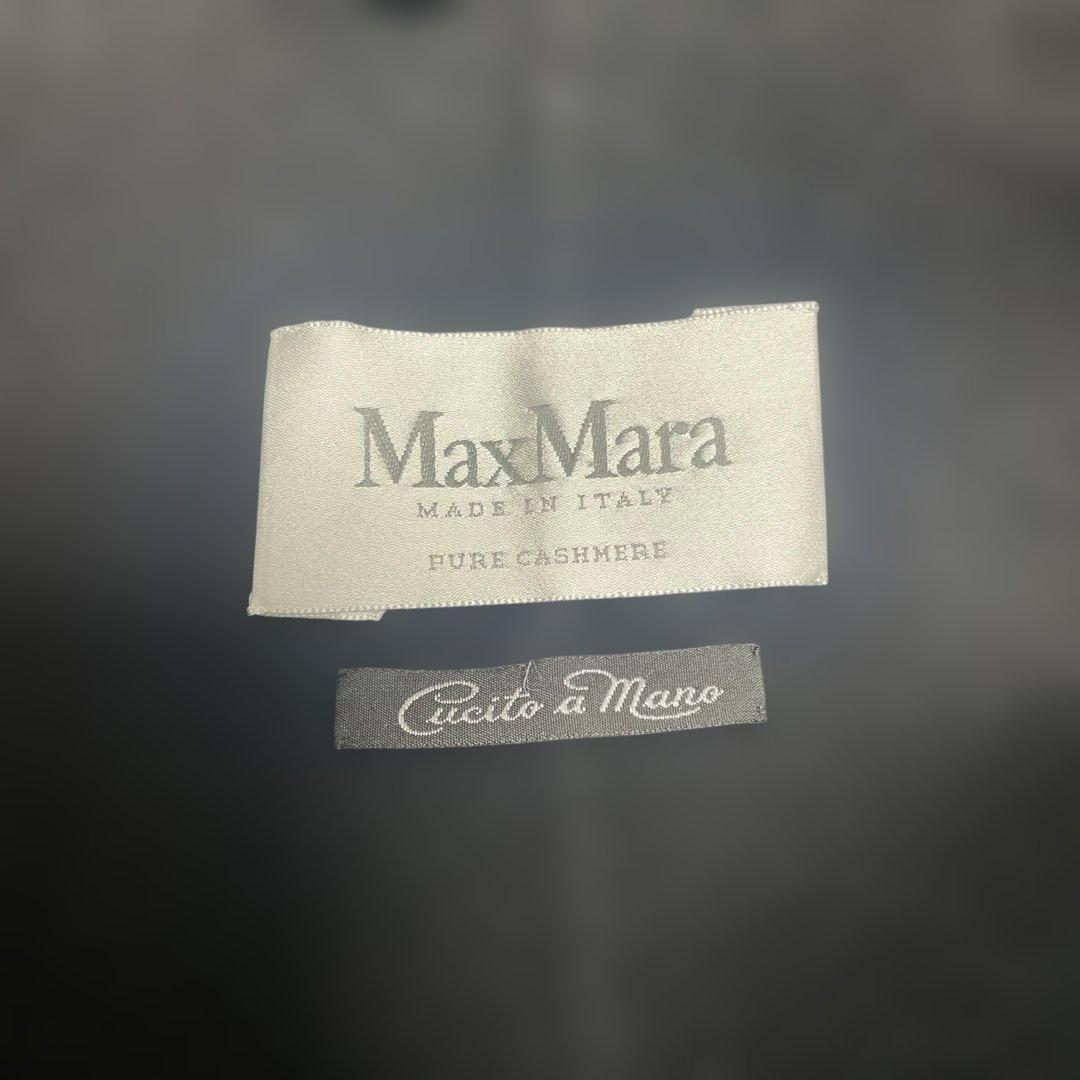 MaxMara
MADE IN ITALY
PURE CASHMERE
Cucito a Mano